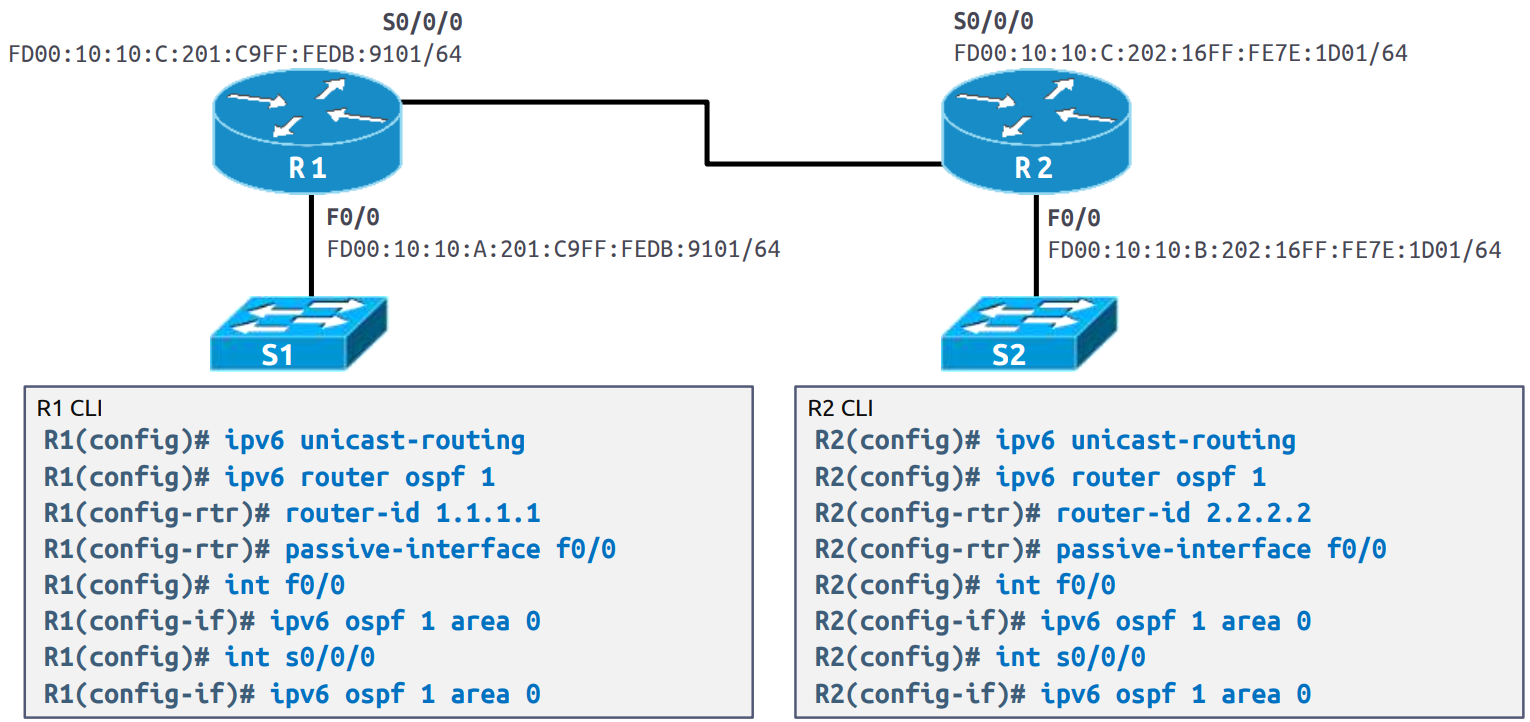 S0/0/0
FD00:10:10:C:201:C9FF:FEDB:9101/64
S0/0/0
FD00:10:10:C:202:16FF:FE7E:1D01/64
R1
R2
F0/0
FD00:10:10:A:201:C9FF:FEDB:9101/64
F0/0
FD00:10:10:B:202:16FF:FE7E:1D01/64
S1
S2
R1 CLI
R1(config)# ipv6 unicast-routing
R1(config)# ipv6 router ospf 1
R1(config-rtr)# router-id 1.1.1.1
R1(config-rtr)# passive-interface f0/0
R1(config)# int f0/0
R1(config-if)# ipv6 ospf 1 area 0
R1(config)# int s0/0/0
R1(config-if)# ipv6 ospf 1 area 0
R2 CLI
R2(config)# ipv6 unicast-routing
R2(config)# ipv6 router ospf 1
R2(config-rtr)# router-id 2.2.2.2
R2(config-rtr)# passive-interface f0/0
R2(config)# int f0/0
R2(config-if)# ipv6 ospf 1 area 0
R2(config)# int s0/0/0
R2(config-if)# ipv6 ospf 1 area 0